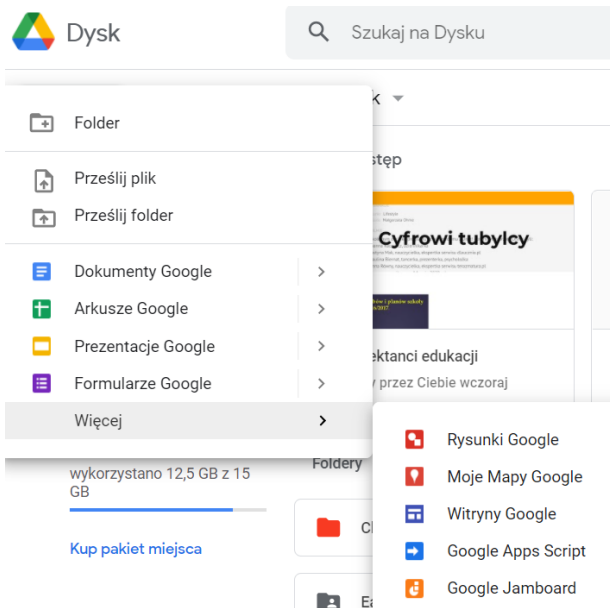 Dysk
Szukaj na Dysku
Folder
Prześlij plik
Prześlij folder
stęp
Cyfrowi tubylcy
Dokumenty Google
Arkusze Google
Prezentacje Google
Formularze Google
Więcej
ektanci edukacji
przez Ciebie wczoraj
Rysunki Google
Moje Mapy Google
Witryny Google
Google Apps Script
Google Jamboard
Foldery
wykorzystano 12,5 GB z 15
GB
Kup pakiet miejsca